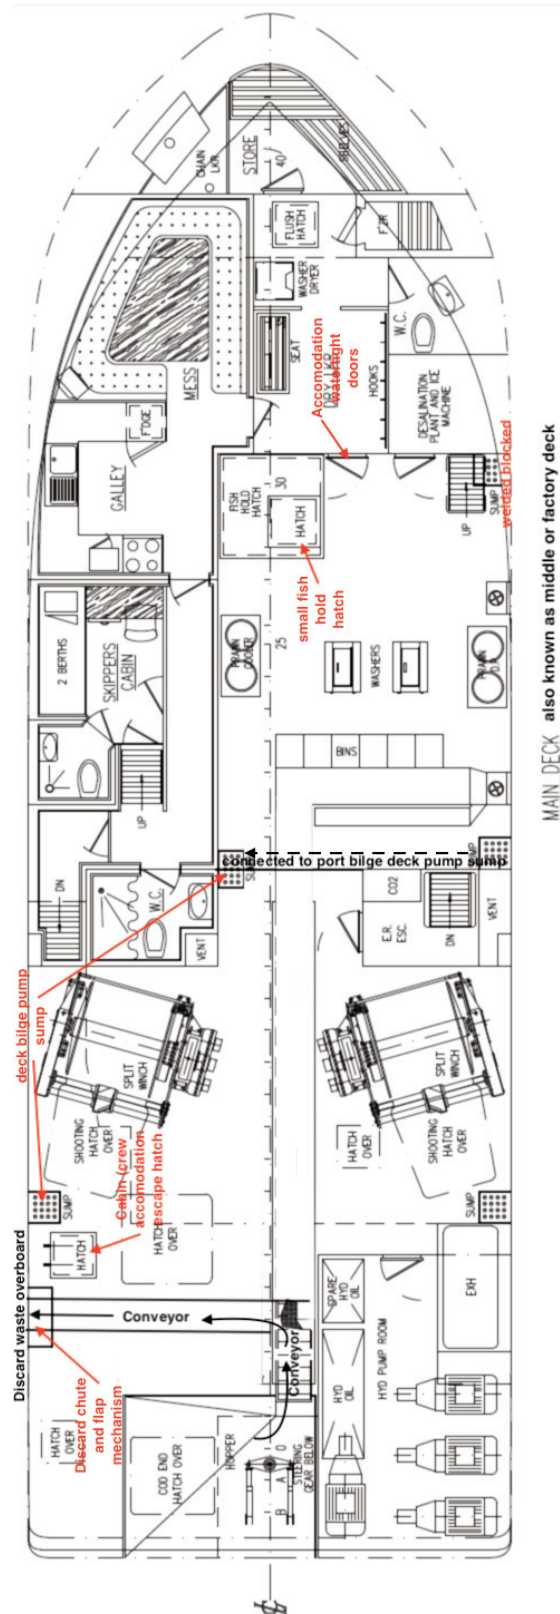 CHAIN
LKR
STORE
SHELVES
40
FLUSH
HATCH
WASHER
DRYER
SEAT
DRY LKR
HOOKS
W.C.
DESALINATION
PLANT AND ICE
MACHINE
Accomodation
watertight
doors
MESS
GALLEY
FISH
HOLD
HATCH
HATCH
30
small fish
hold
hatch
UP
SUMP
welded blocked
2 BERTHS
SKIPPERS
CABIN
UP
PRAWN
COOKER
25
WASHERS
PRAWN
BINS
DN
W.C.
VENT
SUMP
connected to port bilge deck pump sump
SUMP
CO2
E.R.
ESC.
DN
VENT
deck bilge pump
sump
SPLIT
WINCH
SHOOTING
HATCH
OVER
SPLIT
WINCH
HATCH
OVER
SHOOTING
HATCH
OVER
SUMP
SUMP
Cabin (crew
accomodation
escape hatch
HATCH
HATCH
OVER
Discard waste overboard
Conveyor
Conveyor
Discard chute
and flap
mechanism
HATCH
OVER
COD END
HATCH OVER
HOPPER
STEERING
GEAR BELOW
0
A
B
SPARE
HYD
OIL
HYD
OIL
HYD PUMP ROOM
EXH
MAIN DECK also known as middle or factory deck